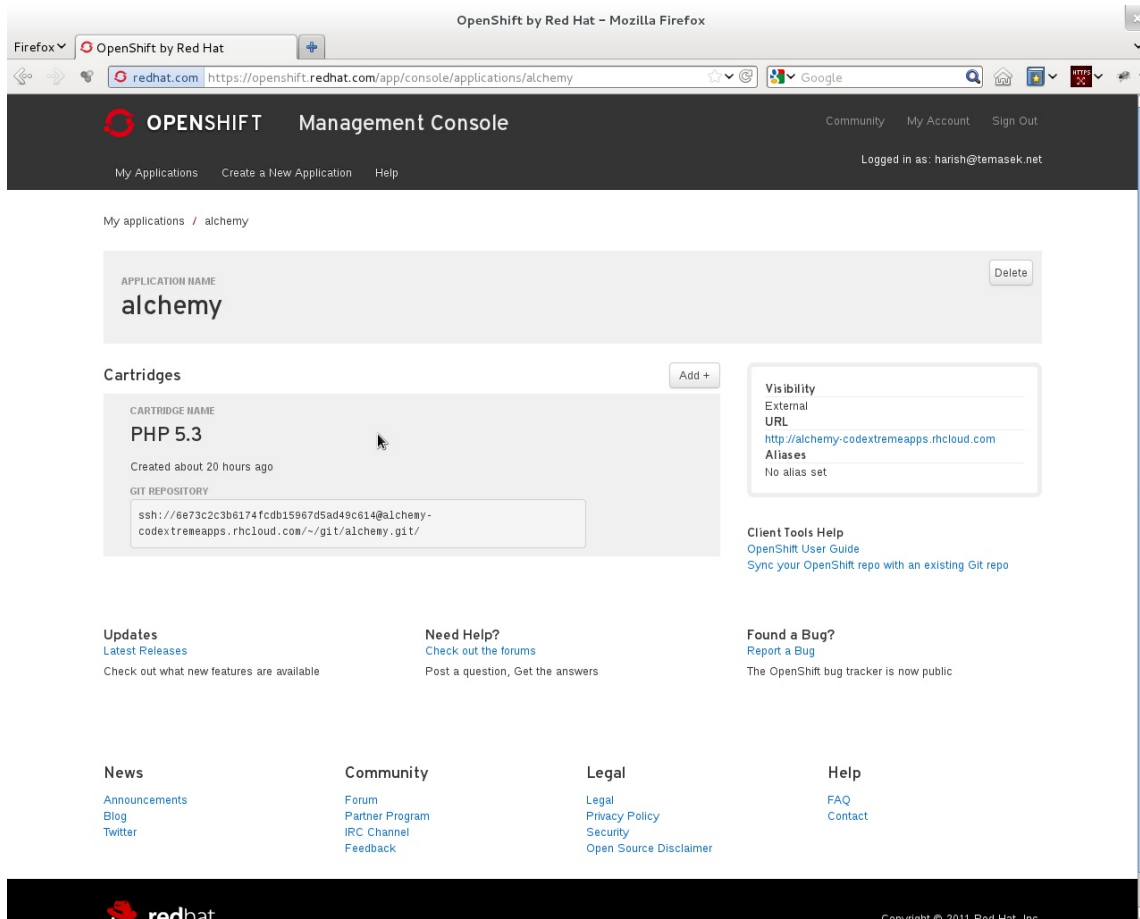 OpenShift by Red Hat – Mozilla Firefox
Firefox
OpenShift by Red Hat
redhat.com https://openshift.redhat.com/app/console/applications/alchemy
Google
HTTPS
OPENSHIFT Management Console
Community My Account Sign Out
Logged in as: harish@temasek.net
My Applications Create a New Application Help
My applications / alchemy
APPLICATION NAME
alchemy
Delete
Cartridges
Add +
CARTRIDGE NAME
PHP 5.3
Created about 20 hours ago
GIT REPOSITORY
ssh://6e73c2c3b6174fcdb15967d5ad49c614@alchemy-
codextremeapps.rhcloud.com/~/git/alchemy.git/
Visibility
External
URL
http://alchemy-codextremeapps.rhcloud.com
Aliases
No alias set
Client Tools Help
OpenShift User Guide
Sync your OpenShift repo with an existing Git repo
Updates
Latest Releases
Check out what new features are available
Need Help?
Check out the forums
Post a question, Get the answers
Found a Bug?
Report a Bug
The OpenShift bug tracker is now public
News
Announcements
Blog
Twitter
Community
Forum
Partner Program
IRC Channel
Feedback
Legal
Legal
Privacy Policy
Security
Open Source Disclaimer
Help
FAQ
Contact
redhat
Copyright © 2011 Red Hat, Inc.